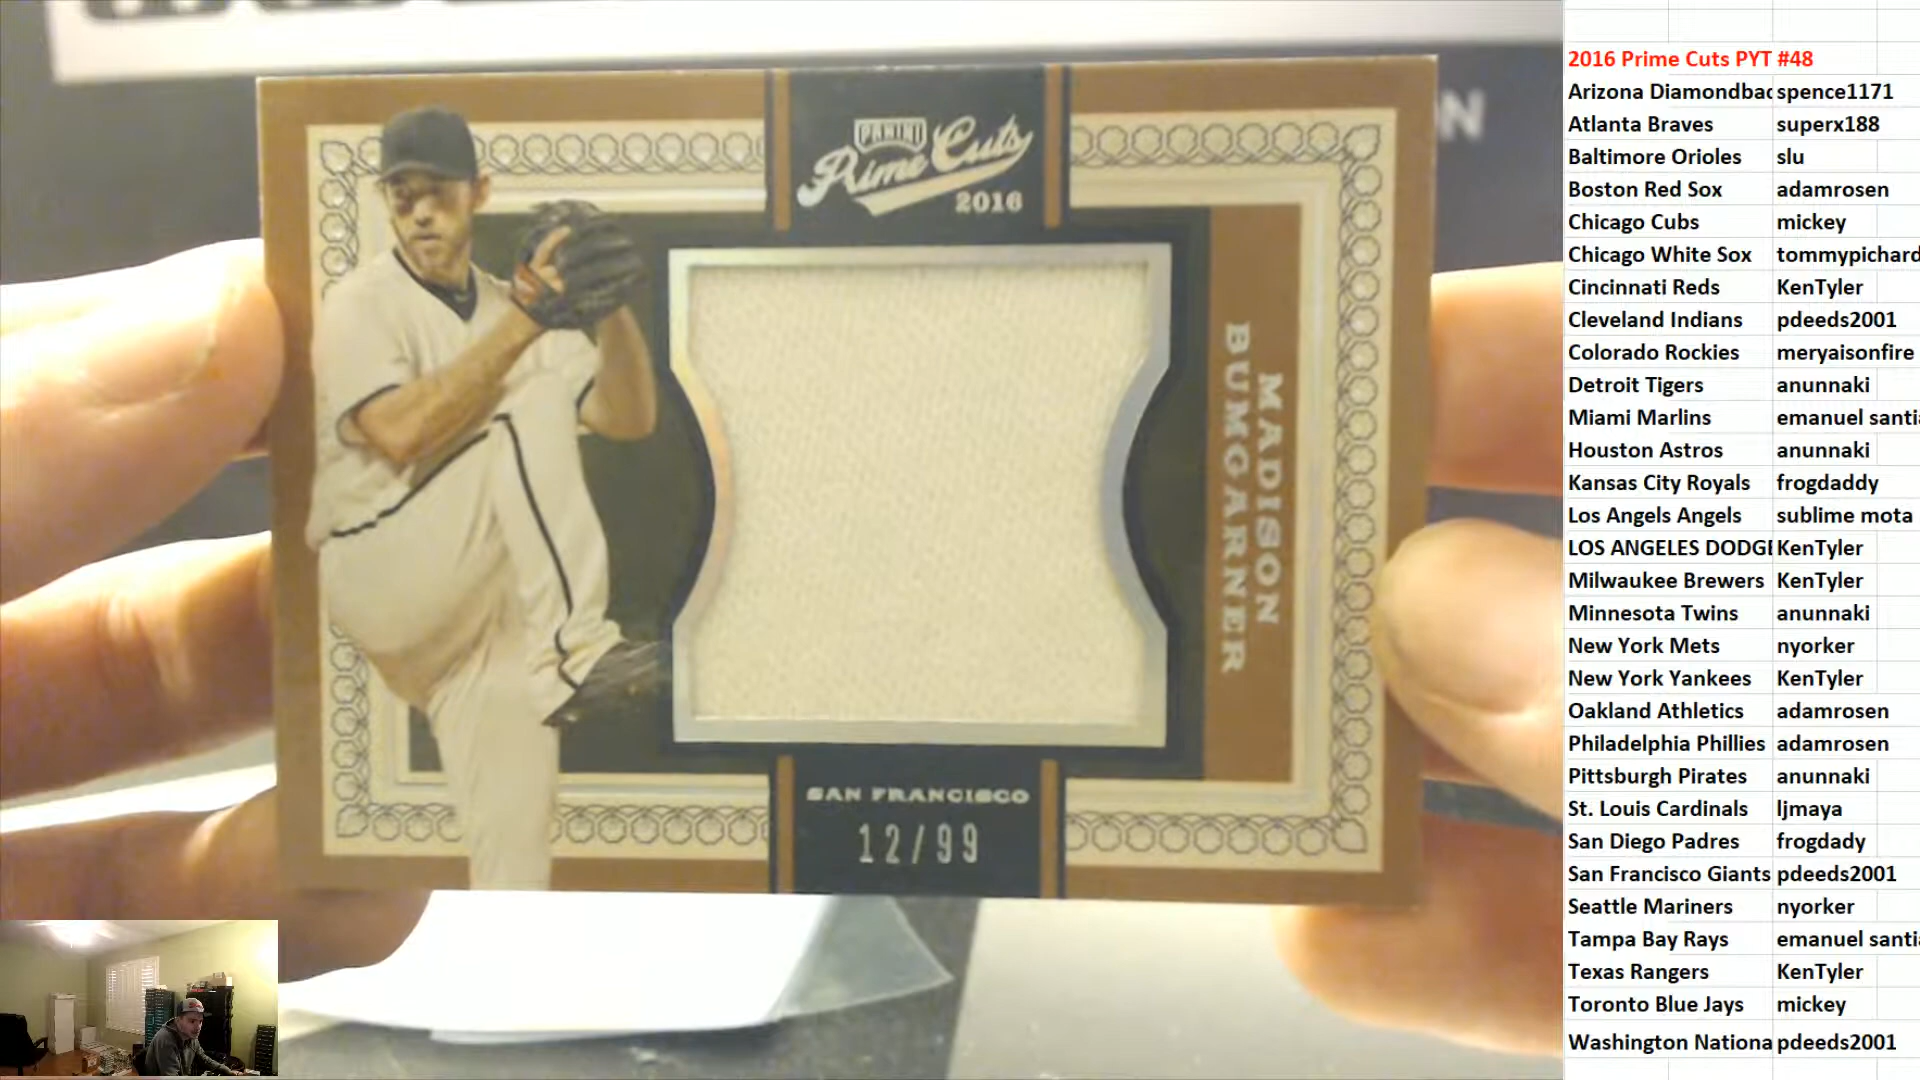 PANINI
Prime Cuts
2016
MADISON
BUMGARNER
SAN FRANCISCO
12/99
N
2016 Prime Cuts PYT #48
Arizona Diamondbac spence1171
Atlanta Braves superx188
Baltimore Orioles slu
Boston Red Sox adamrosen
Chicago Cubs mickey
Chicago White Sox tommypichard
Cincinnati Reds KenTyler
Cleveland Indians pdeeds2001
Colorado Rockies meryaisonfire
Detroit Tigers anunnaki
Miami Marlins emanuel santia
Houston Astros anunnaki
Kansas City Royals frogdaddy
Los Angels Angels sublime mota
LOS ANGELES DODGE KenTyler
Milwaukee Brewers KenTyler
Minnesota Twins anunnaki
New York Mets nyorker
New York Yankees KenTyler
Oakland Athletics adamrosen
Philadelphia Phillies adamrosen
Pittsburgh Pirates anunnaki
St. Louis Cardinals ljmaya
San Diego Padres frogdady
San Francisco Giants pdeeds2001
Seattle Mariners nyorker
Tampa Bay Rays emanuel santia
Texas Rangers KenTyler
Toronto Blue Jays mickey
Washington Nationa pdeeds2001